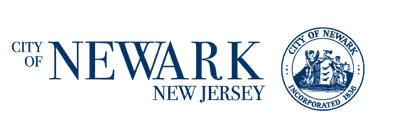 CITY
OF
NEWARK
NEW JERSEY
CITY OF NEWARK
INCORPORATED 1836